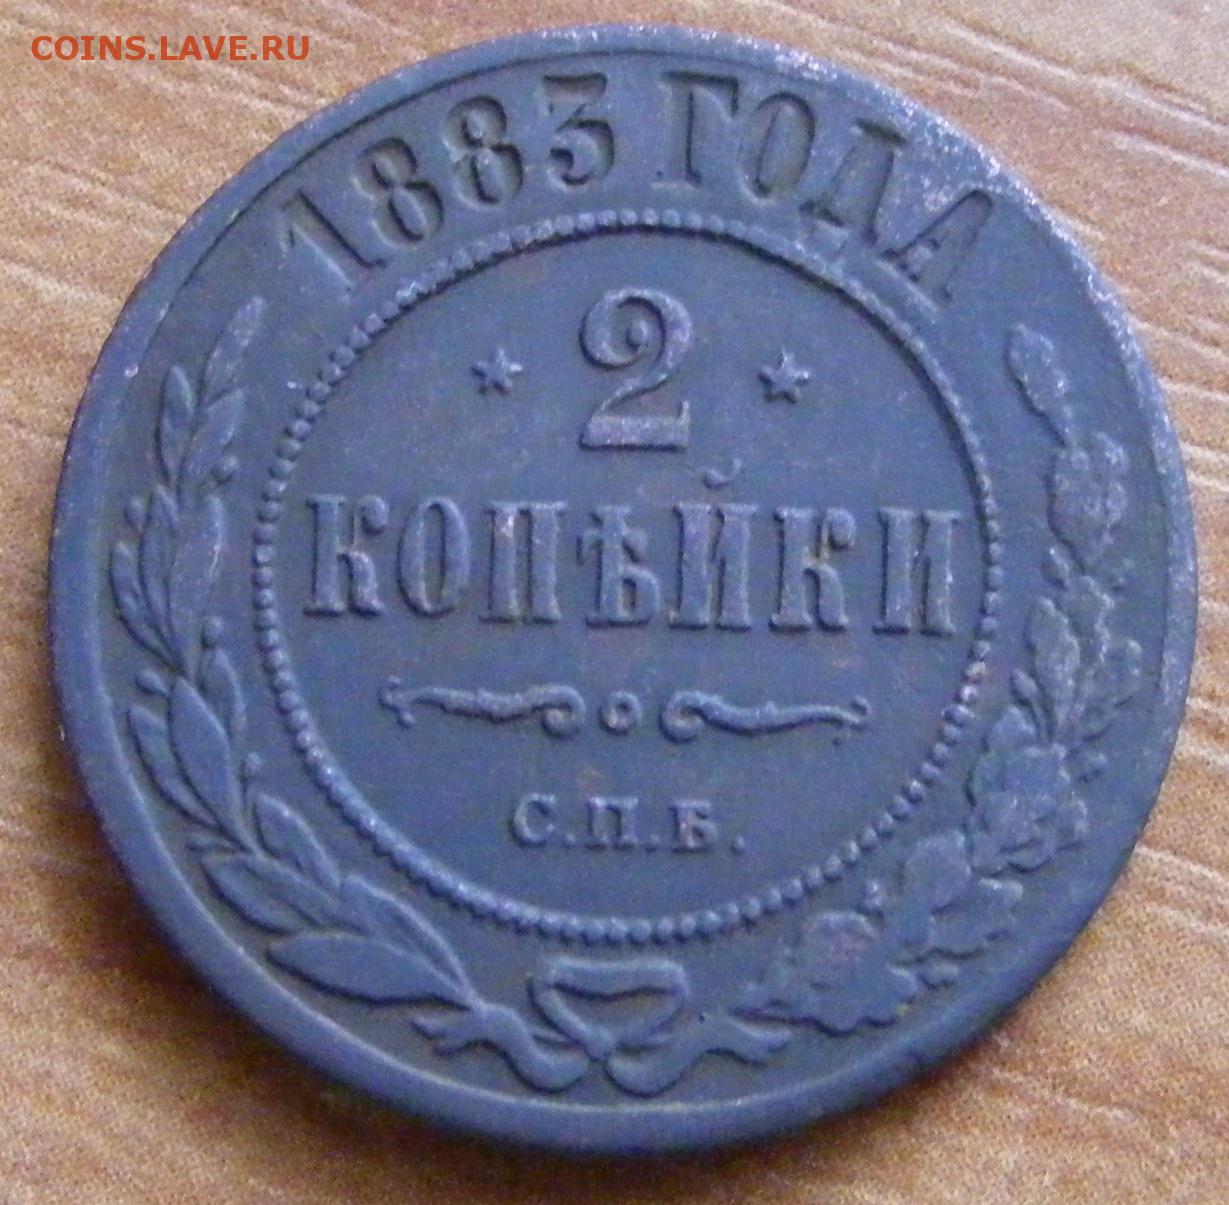 COINS.LAVE.RU
1883 ГОДА
2
КОПѢЙКИ
С.П.Б.